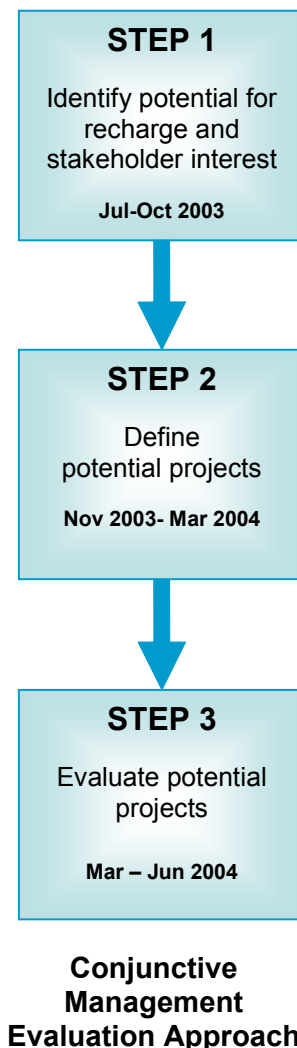 STEP 1
Identify potential for
recharge and
stakeholder interest
Jul-Oct 2003
STEP 2
Define
potential projects
Nov 2003- Mar 2004
STEP 3
Evaluate potential
projects
Mar – Jun 2004
Conjunctive
Management
Evaluation Approach